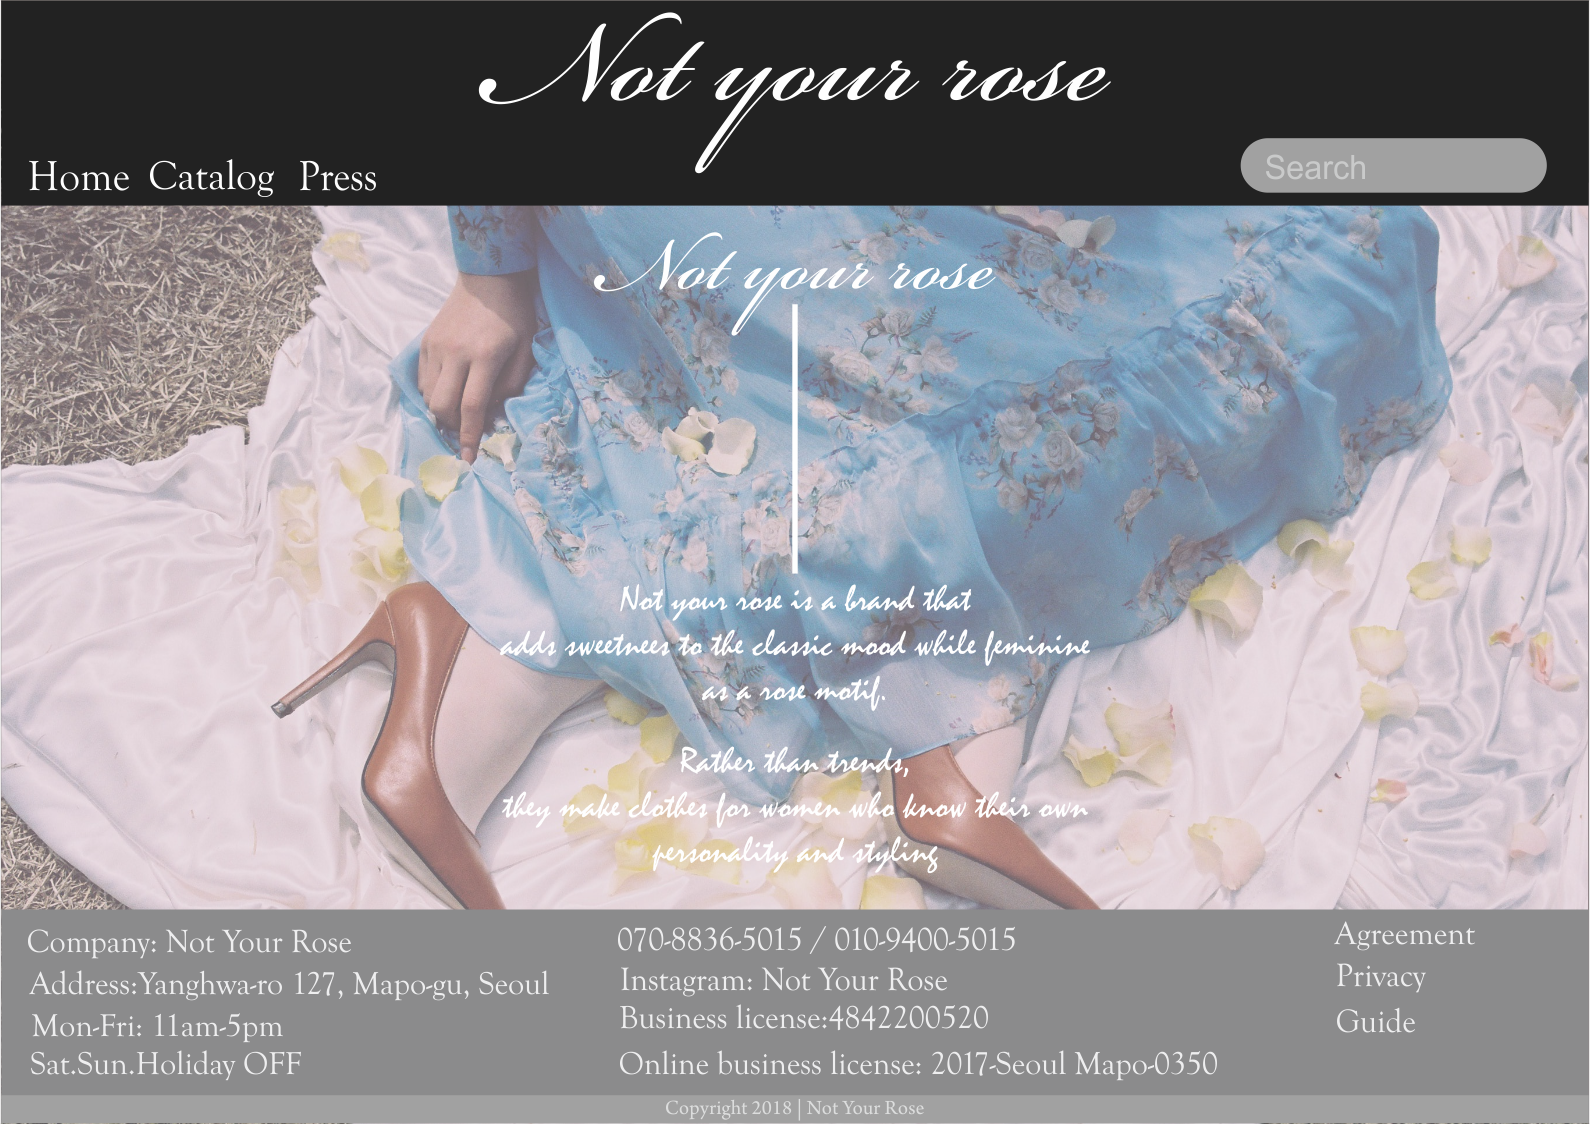 Not your rose
Home Catalog Press
Search
Not your rose
Not your rose is a brand that
adds sweetnees to the classic mood while feminine
as a rose motif.
Rather than trends,
they make clothes for women who know their own
personality and styling
Company: Not Your Rose
Address:Yanghwa-ro 127, Mapo-gu, Seoul
Mon-Fri: 11am-5pm
Sat.Sun.Holiday OFF
070-8836-5015 / 010-9400-5015
Instagram: Not Your Rose
Business license:4842200520
Online business license: 2017-Seoul Mapo-0350
Agreement
Privacy
Guide
Copyright 2018 | Not Your Rose